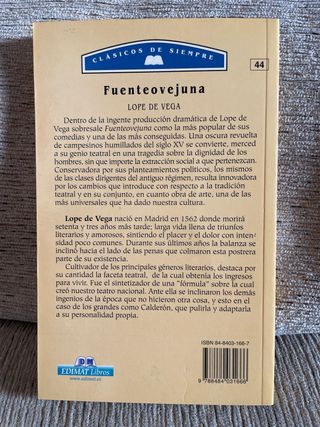 CLÁSICOS DE SIEMPRE
44
Fuenteovejuna
LOPE DE VEGA
Dentro de la ingente producción dramática de Lope de
Vega sobresale Fuenteovejuna como la más popular de sus
comedias y una de las más conseguidas. Una oscura revuelta
de campesinos humillados del siglo XV se convierte, merced
a su genio teatral en una tragedia sobre la dignidad de los
hombres, sin que importe la extracción social a que pertenezcan.
Conservadora por sus planteamientos políticos, los mismos
de las clases dirigentes del antiguo régimen, resulta innovadora
por los cambios que introduce con respecto a la tradición
teatral y en su conjunto, en cuanto obra de arte, una de las
más universales que ha dado nuestra cultura.
Lope de Vega nació en Madrid en 1562 donde morirá
setenta y tres años más tarde; larga vida llena de triunfos
literarios y amorosos, sintiendo el placer y el dolor con inten-
sidad poco comunes. Durante sus últimos años la balanza se
inclinó hacia el lado de las penas que colmaron esta postrera
parte de su existencia.
Cultivador de los principales géneros literarios, destaca por
su cantidad la faceta teatral, de la cual obtenía los ingresos
para vivir. Fue el sintetizador de una "fórmula" sobre la cual
creó nuestro teatro nacional. Ante ella se inclinaron los demás
ingenios de la época que no hicieron otra cosa, y esto en el
caso de los grandes como Calderón, que pulirla y adaptarla
a su personalidad propia.
ISBN 84-8403-166-7
EDIMAT Libros
www.edimat.es
9 788484 031666